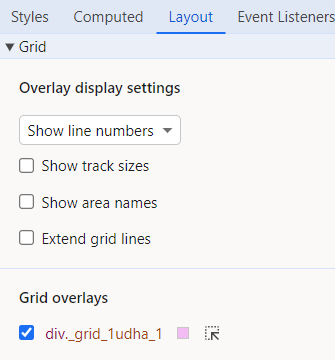 Styles Computed Layout Event Listeners
Grid
Overlay display settings
Show line numbers
Show track sizes
Show area names
Extend grid lines
Grid overlays
div._grid_1udha_1